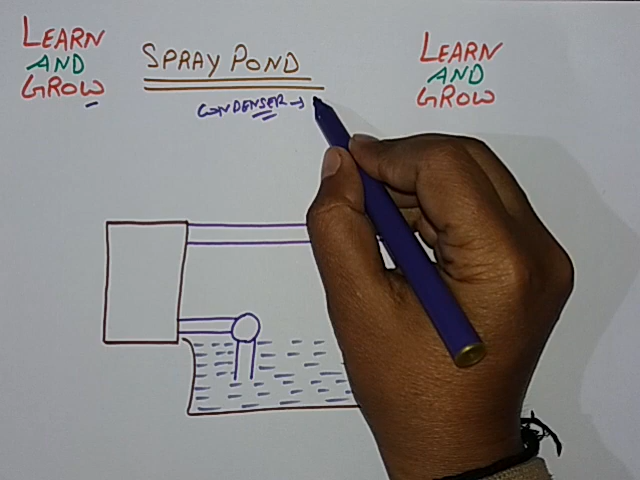 LEARN
AND
GROW
SPRAY POND
CONDENSER →
LEARN
AND
GROW